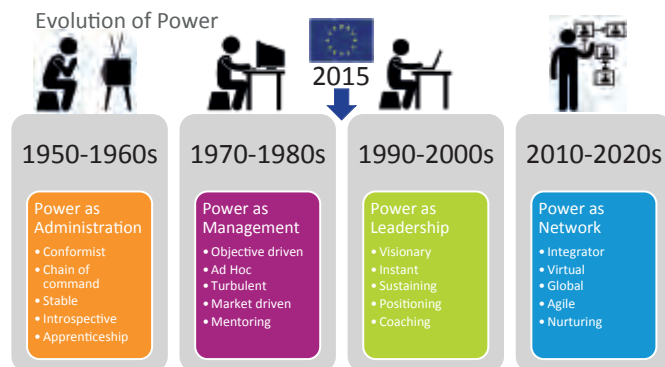 Evolution of Power
2015
1950-1960s
Power as
Administration
• Conformist
• Chain of
command
• Stable
• Introspective
• Apprenticeship
1970-1980s
Power as
Management
• Objective driven
• Ad Hoc
• Turbulent
• Market driven
• Mentoring
1990-2000s
Power as
Leadership
• Visionary
• Instant
• Sustaining
• Positioning
• Coaching
2010-2020s
Power as
Network
• Integrator
• Virtual
• Global
• Agile
• Nurturing